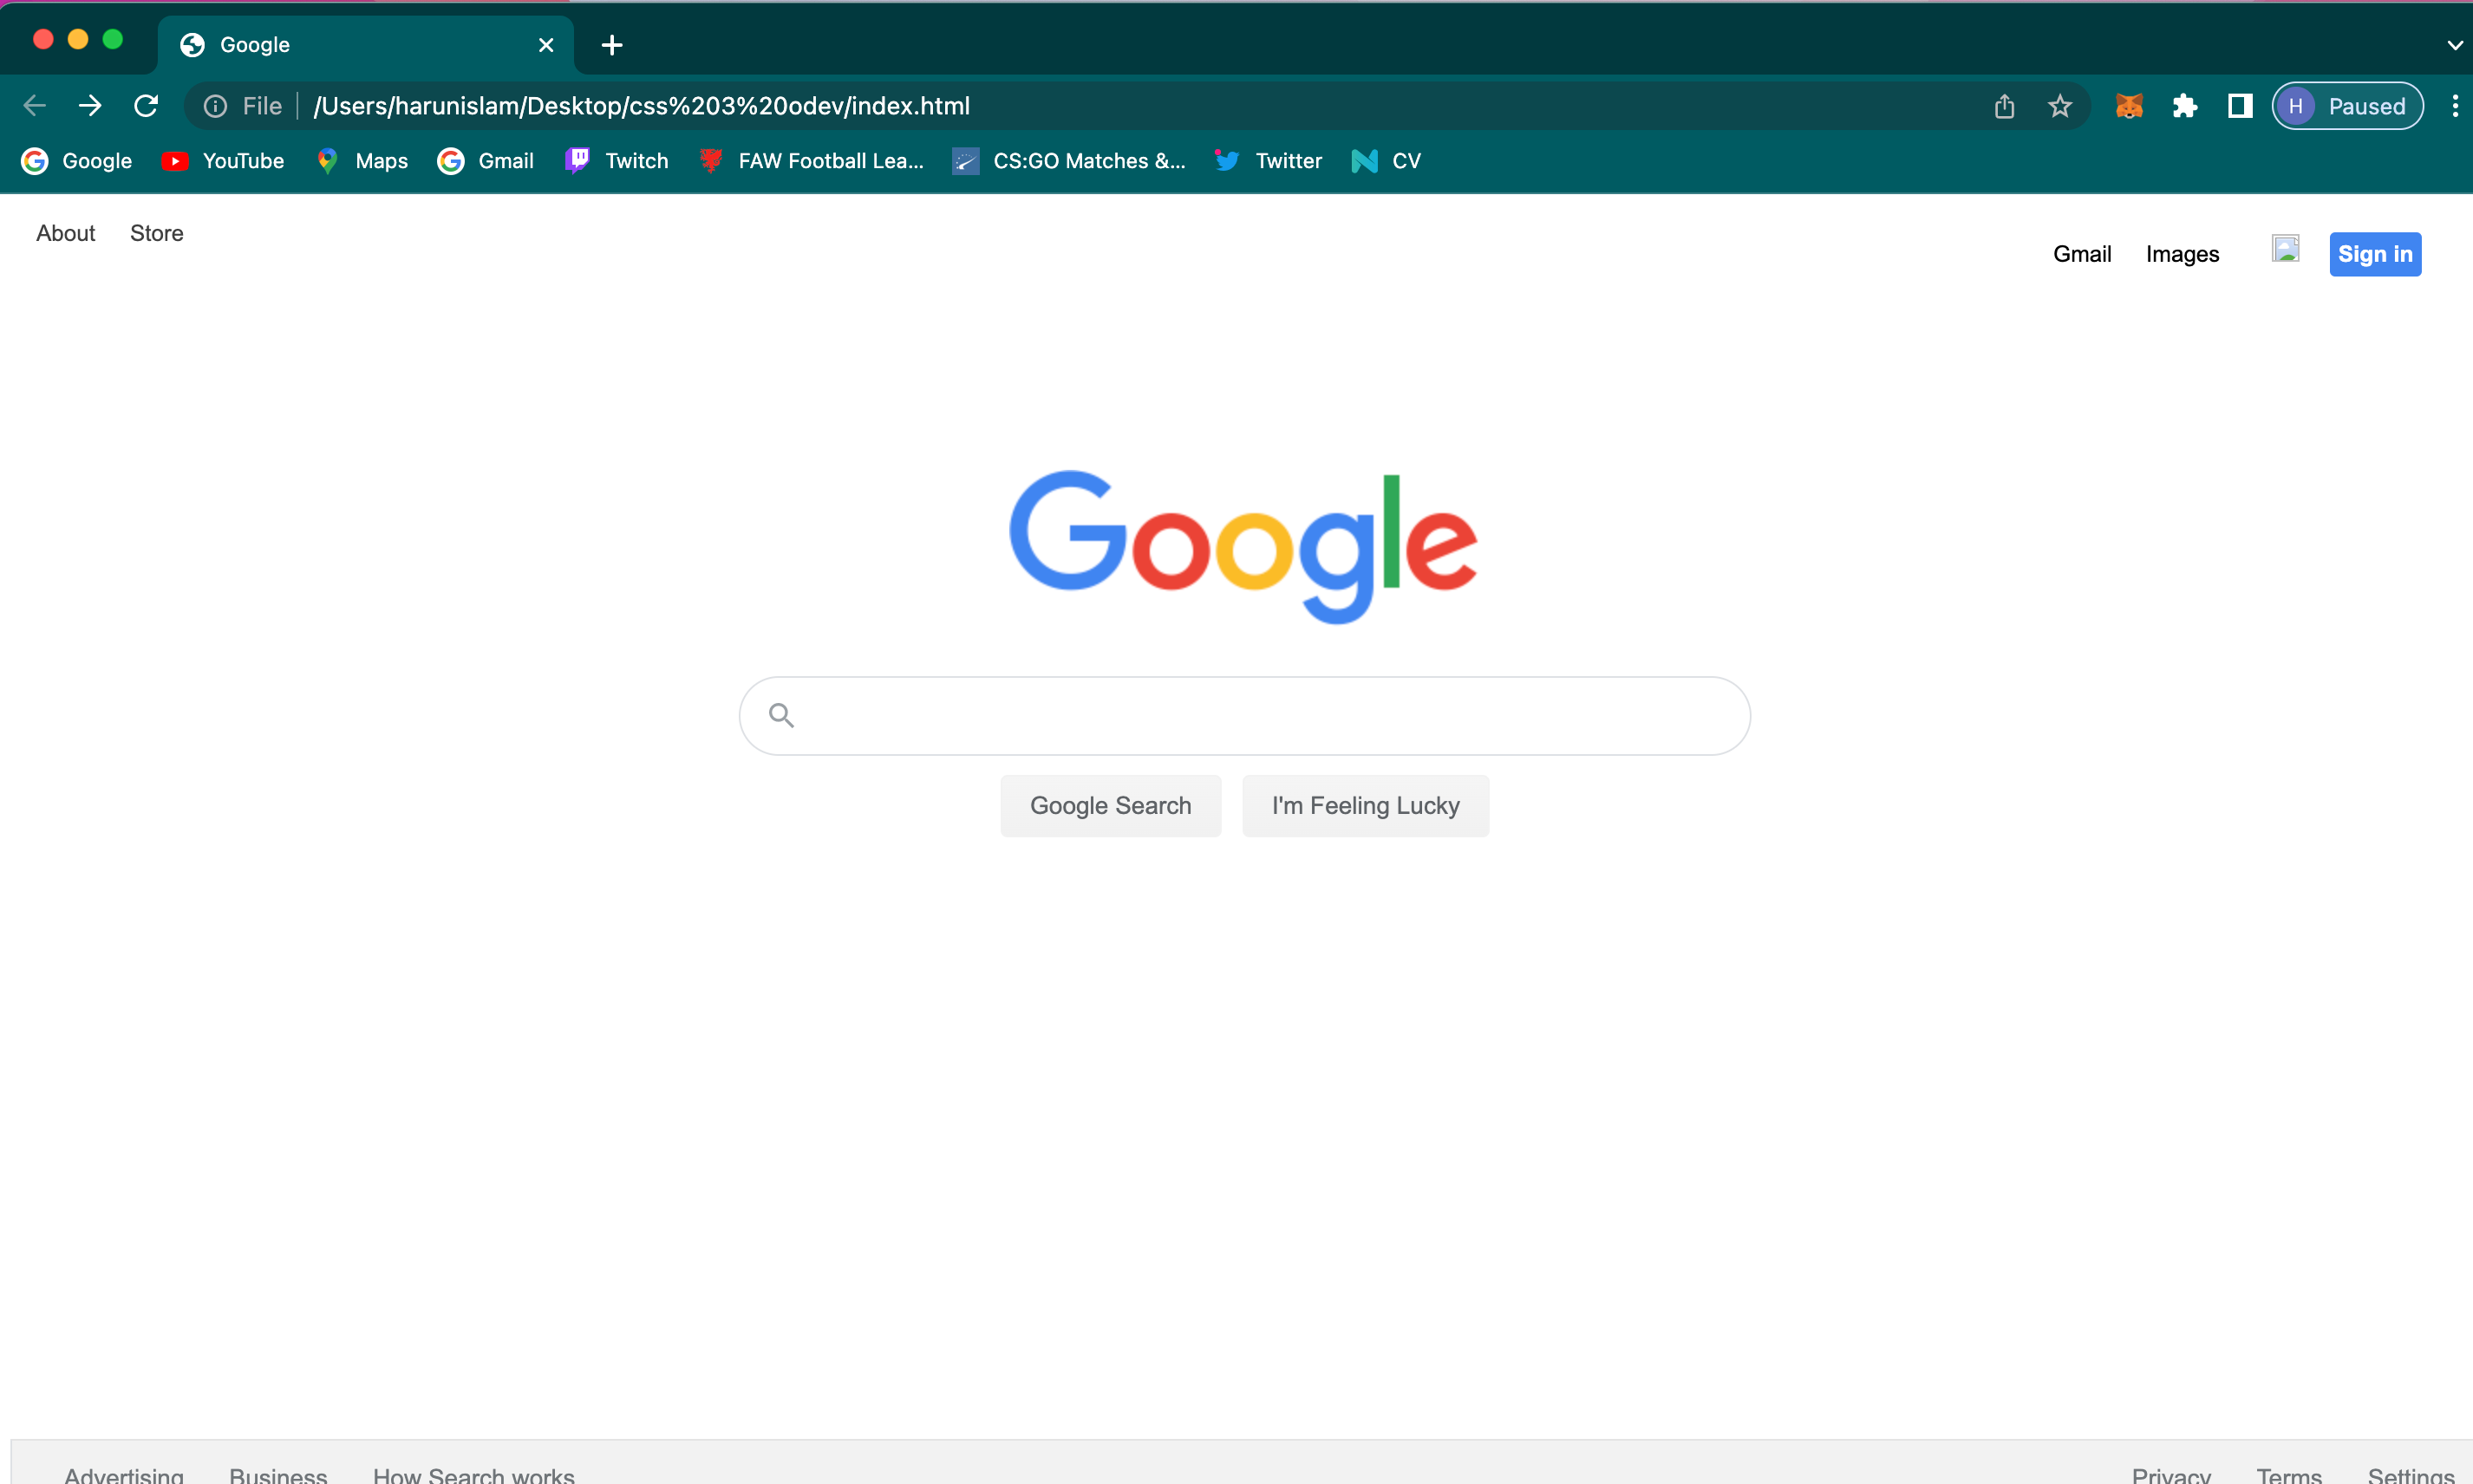 Google
File /Users/harunislam/Desktop/css%203%20odev/index.html H Paused
Google YouTube Maps Gmail Twitch FAW Football Lea... CS:GO Matches &... Twitter CV
About Store
Gmail Images Sign in
Google
Google Search I'm Feeling Lucky
Advertising Business How Search works Privacy Terms Settings